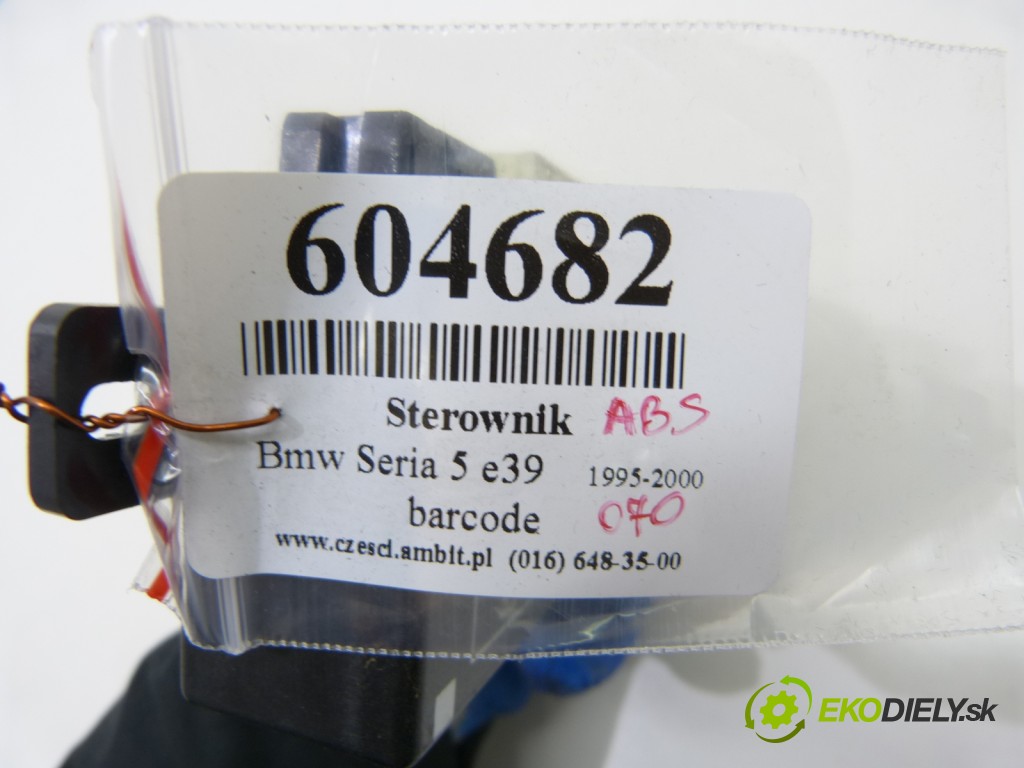 604682
Sterownik ABS
Bmw Seria 5 e39 1995-2000
barcode 070
www.czesci.ambit.pl (016) 648-35-00
EKODIELY.sk